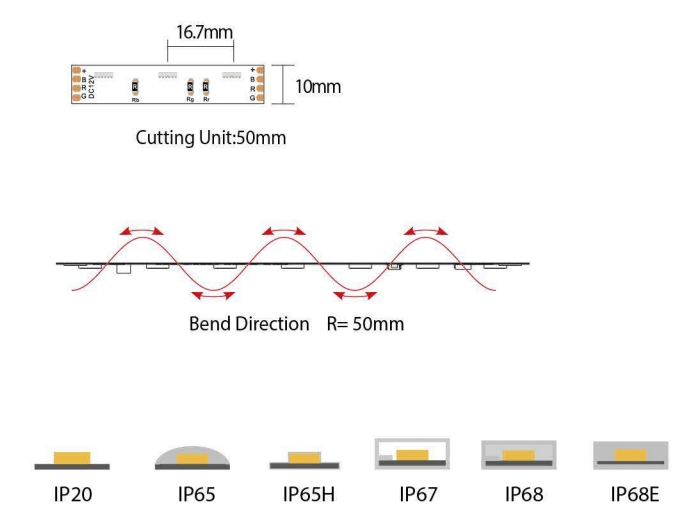 16.7mm
+ +
B B
R R
G G
DC12V
R R R
Rb Rg Rr
10mm
Cutting Unit:50mm
Bend Direction R= 50mm
IP20 IP65 IP65H IP67 IP68 IP68E